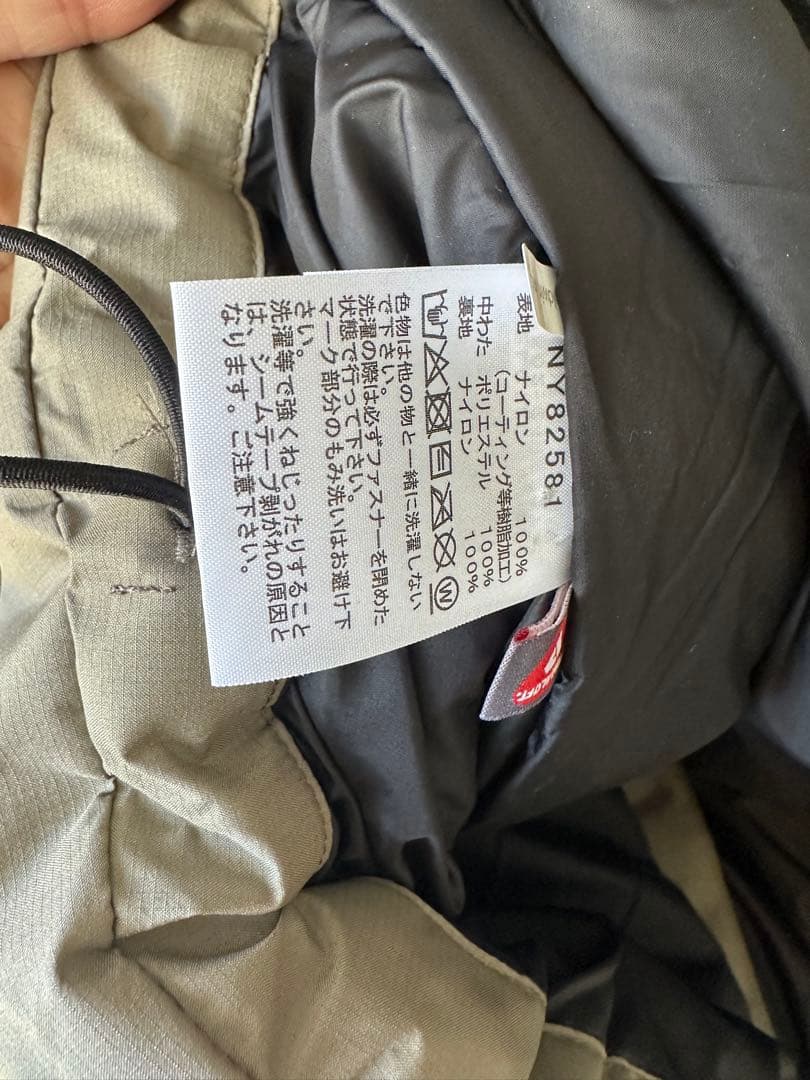 NY82581
表地 ナイロン 100%
(コーティング等樹脂加工)
中わた ポリエステル 100%
裏地 ナイロン 100%
W
色物は他の物と一緒に洗濯しない
で下さい。
洗濯の際は必ずファスナーを閉めた
状態で行って下さい。
マーク部分のもみ洗いはお避け下
さい。
洗濯等で強くねじったりすること
は、シームテープ剥がれの原因と
なります。ご注意下さい。